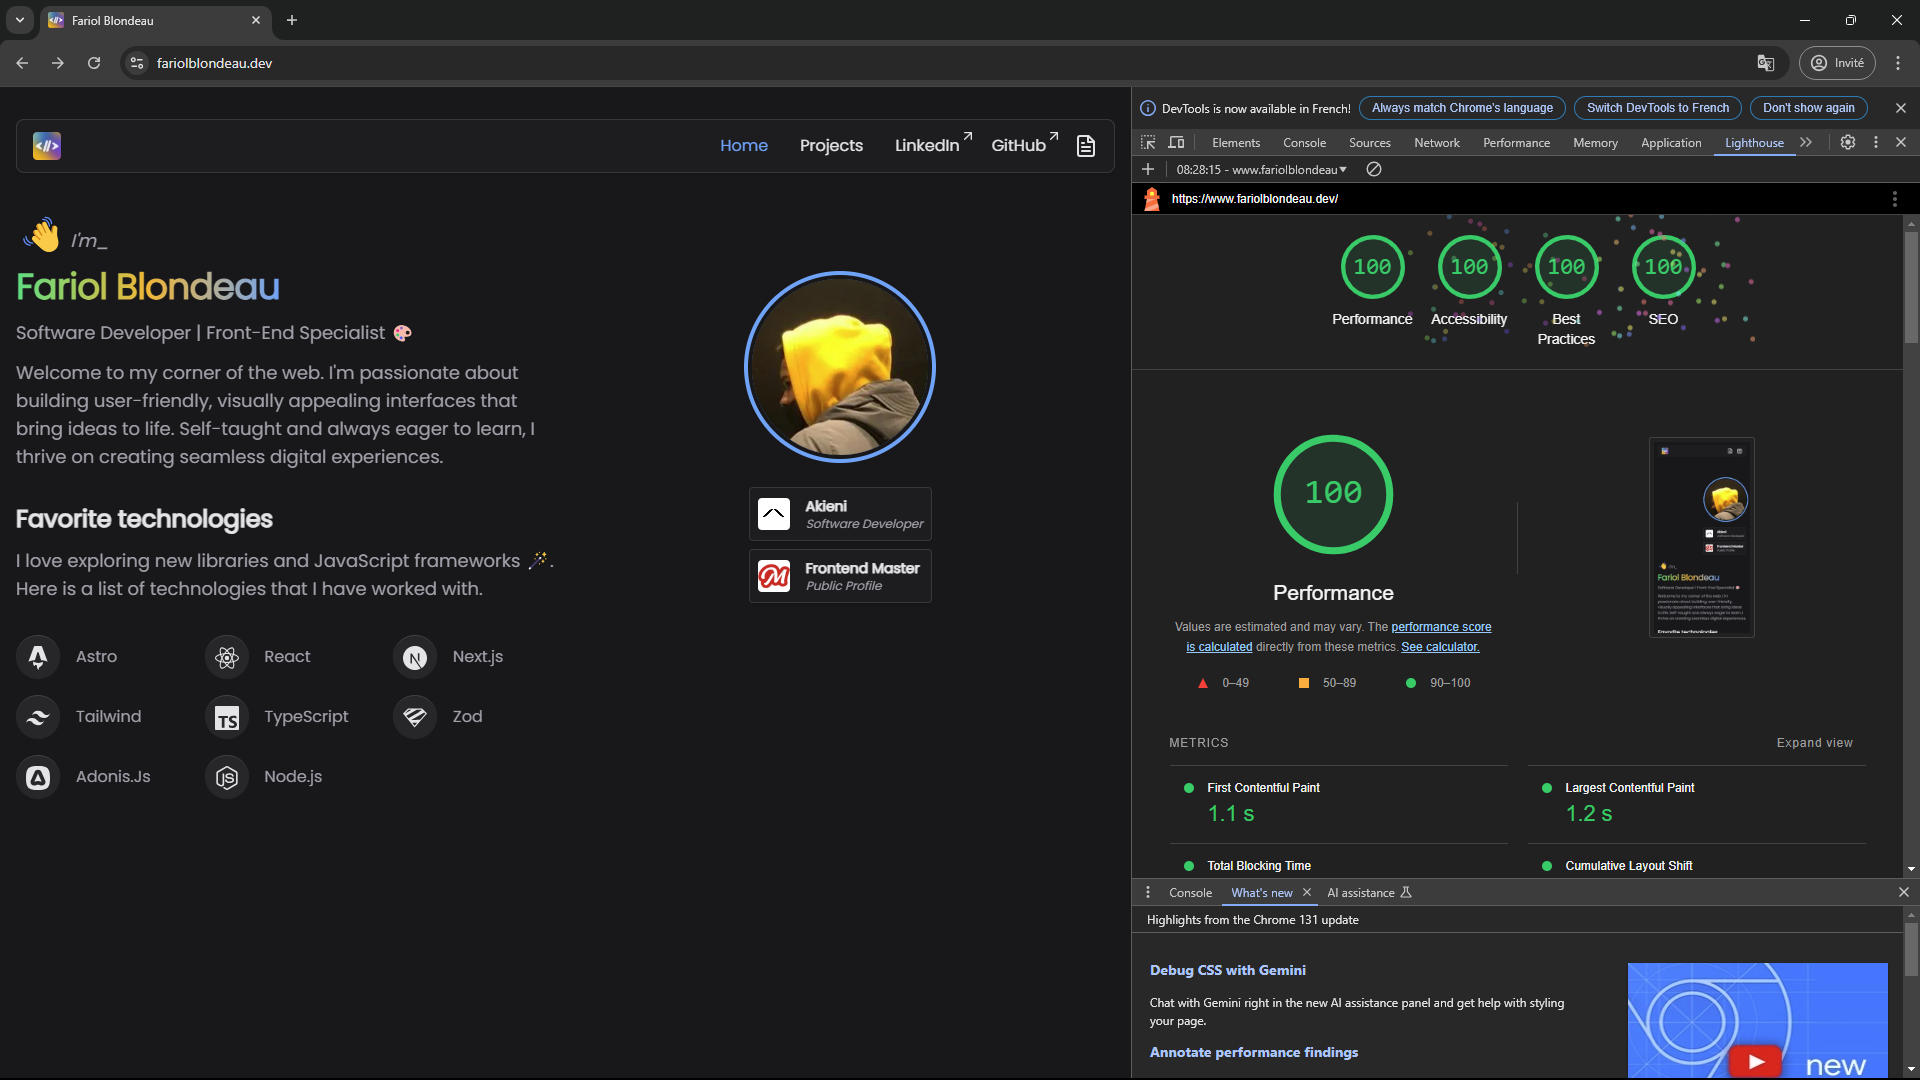 Fariol Blondeau
fariolblondeau.dev
Invité
Home
Projects
LinkedIn
GitHub
I'm_
Fariol Blondeau
Software Developer | Front-End Specialist
Welcome to my corner of the web. I'm passionate about
building user-friendly, visually appealing interfaces that
bring ideas to life. Self-taught and always eager to learn, I
thrive on creating seamless digital experiences.
Favorite technologies
I love exploring new libraries and JavaScript frameworks 🪄.
Here is a list of technologies that I have worked with.
Astro
React
Next.js
Tailwind
TS
TypeScript
Zod
Adonis.Js
Node.js
Akieni
Software Developer
Frontend Master
Public Profile
DevTools is now available in French!
Always match Chrome's language
Switch DevTools to French
Don't show again
Elements
Console
Sources
Network
Performance
Memory
Application
Lighthouse
08:28:15 - www.fariolblondeau
https://www.fariolblondeau.dev/
100
100
100
100
Performance
Accessibility
Best
Practices
SEO
100
Performance
Values are estimated and may vary. The performance score
is calculated directly from these metrics. See calculator.
0–49
50–89
90–100
METRICS
Expand view
First Contentful Paint
1.1 s
Largest Contentful Paint
1.2 s
Total Blocking Time
Cumulative Layout Shift
Console
What's new
AI assistance
Highlights from the Chrome 131 update
Debug CSS with Gemini
Chat with Gemini right in the new AI assistance panel and get help with styling
your page.
Annotate performance findings
new